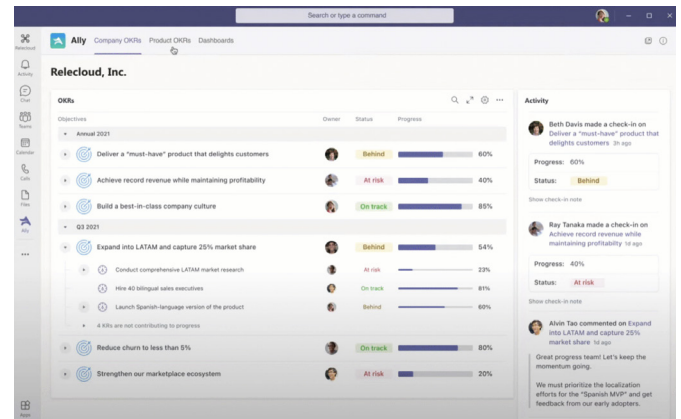 Search or type a command
Relecloud
Activity
Chat
Teams
Calendar
Calls
Files
Ally
Apps
Ally Company OKRs Product OKRs Dashboards
Relecloud, Inc.
OKRs
Objectives Owner Status Progress
Annual 2021
Deliver a "must-have" product that delights customers Behind 60%
Achieve record revenue while maintaining profitability At risk 40%
Build a best-in-class company culture On track 85%
Q3 2021
Expand into LATAM and capture 25% market share Behind 54%
Conduct comprehensive LATAM market research At risk 23%
Hire 40 bilingual sales executives On track 81%
Launch Spanish-language version of the product Behind 60%
4 KRs are not contributing to progress
Reduce churn to less than 5% On track 80%
Strengthen our marketplace ecosystem At risk 20%
Activity
Beth Davis made a check-in on
Deliver a "must-have" product that
delights customers 3h ago
Progress: 60%
Status: Behind
Show check-in note
Ray Tanaka made a check-in on
Achieve record revenue while
maintaining profitabilty 1d ago
Progress: 40%
Status: At risk
Show check-in note
Alvin Tao commented on Expand
into LATAM and capture 25%
market share 1d ago
Great progress team! Let's keep the
momentum going.
We must prioritize the localization
efforts for the "Spanish MVP" and get
feedback from our early adopters.